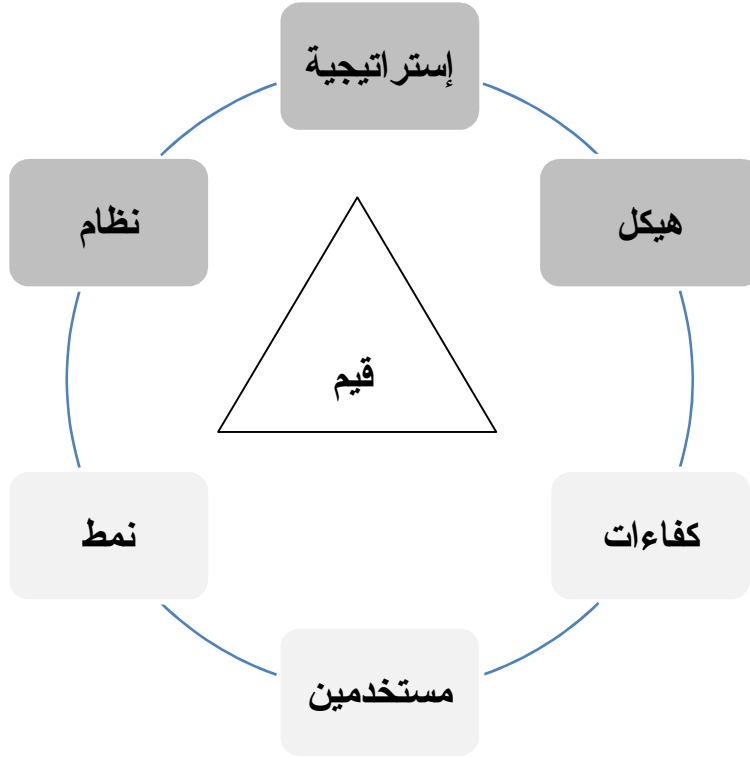 إستراتيجية
نظام
هيكل
قيم
نمط
كفاءات
مستخدمين